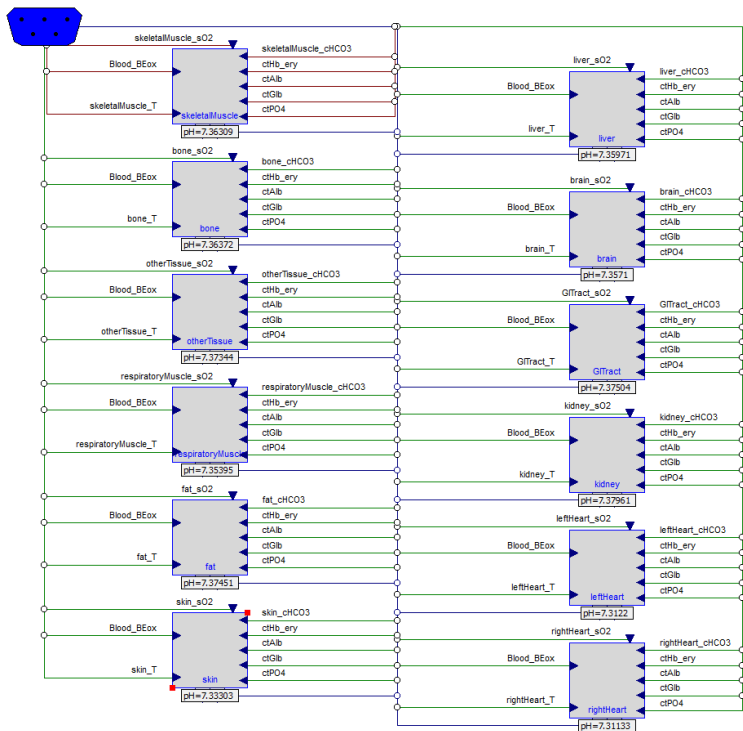 skeletalMuscle_sO2
skeletalMuscle_cHCO3
Blood_BEox
ctHb_ery
ctAlb
ctGlb
skeletalMuscle_T
ctPO4
skeletalMuscle
pH=7.36309
bone_sO2
bone_cHCO3
Blood_BEox
ctHb_ery
ctAlb
ctGlb
bone_T
ctPO4
bone
pH=7.36372
otherTissue_sO2
otherTissue_cHCO3
Blood_BEox
ctHb_ery
ctAlb
ctGlb
otherTissue_T
ctPO4
otherTissue
pH=7.37344
respiratoryMuscle_sO2
respiratoryMuscle_cHCO3
Blood_BEox
ctHb_ery
ctAlb
ctGlb
respiratoryMuscle_T
ctPO4
respiratoryMuscle
pH=7.35395
fat_sO2
fat_cHCO3
Blood_BEox
ctHb_ery
ctAlb
ctGlb
fat_T
ctPO4
fat
pH=7.37451
skin_sO2
skin_cHCO3
Blood_BEox
ctHb_ery
ctAlb
ctGlb
skin_T
ctPO4
skin
pH=7.33303
liver_sO2
liver_cHCO3
Blood_BEox
ctHb_ery
ctAlb
ctGlb
liver_T
ctPO4
liver
pH=7.35971
brain_sO2
brain_cHCO3
Blood_BEox
ctHb_ery
ctAlb
ctGlb
brain_T
ctPO4
brain
pH=7.3571
GITract_sO2
GITract_cHCO3
Blood_BEox
ctHb_ery
ctAlb
ctGlb
GITract_T
ctPO4
GITract
pH=7.37504
kidney_sO2
kidney_cHCO3
Blood_BEox
ctHb_ery
ctAlb
ctGlb
kidney_T
ctPO4
kidney
pH=7.37961
leftHeart_sO2
leftHeart_cHCO3
Blood_BEox
ctHb_ery
ctAlb
ctGlb
leftHeart_T
ctPO4
leftHeart
pH=7.3122
rightHeart_sO2
rightHeart_cHCO3
Blood_BEox
ctHb_ery
ctAlb
ctGlb
rightHeart_T
ctPO4
rightHeart
pH=7.31133